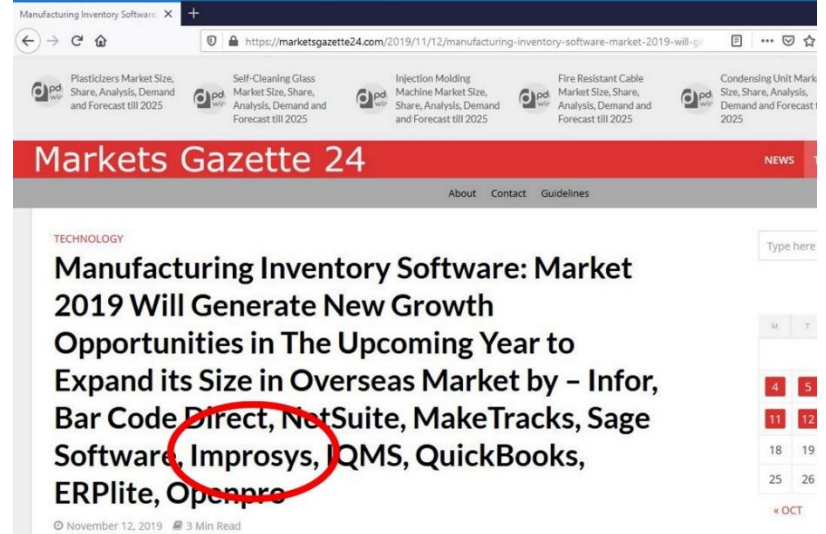 Manufacturing Inventory Software:
https://marketsgazette24.com/2019/11/12/manufacturing-inventory-software-market-2019-will-g
Plasticizers Market Size,
Share, Analysis, Demand
and Forecast till 2025
Self-Cleaning Glass
Market Size, Share,
Analysis, Demand and
Forecast till 2025
Injection Molding
Machine Market Size,
Share, Analysis, Demand
and Forecast till 2025
Fire Resistant Cable
Market Size, Share,
Analysis, Demand and
Forecast till 2025
Condensing Unit Mark
Size, Share, Analysis,
Demand and Forecast t
2025
Markets Gazette 24
NEWS T
About Contact Guidelines
TECHNOLOGY
Manufacturing Inventory Software: Market
2019 Will Generate New Growth
Opportunities in The Upcoming Year to
Expand its Size in Overseas Market by – Infor,
Bar Code Direct, NetSuite, MakeTracks, Sage
Software, Improsys, IQMS, QuickBooks,
ERPlite, Openpro
November 12, 2019 3 Min Read
Type here
M T
4 5
11 12
18 19
25 26
« OCT